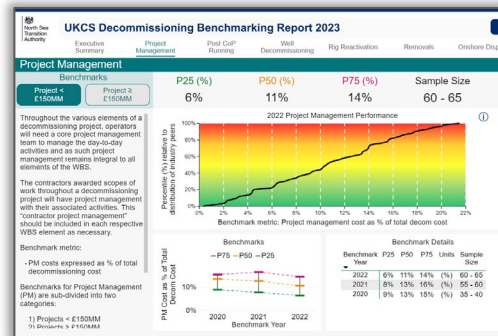 North Sea
Transition
Authority
UKCS Decommissioning Benchmarking Report 2023
Executive
Summary
Project
Management
Post CoP
Running
Well
Decommissioning
Rig Reactivation
Removals
Onshore Disp
Project Management
Benchmarks
Project <
£150MM
Project ≥
£150MM
P25 (%)
6%
P50 (%)
11%
P75 (%)
14%
Sample Size
60 - 65
Throughout the various elements of a
decommissioning project, operators
will need a core project management
team to manage the day-to-day
activities and as such project
management remains integral to all
elements of the WBS.
The contractors awarded scopes of
work throughout a decommissioning
project will have project management
with their associated activities. This
"contractor project management"
should be included in each respective
WBS element as necessary.
Benchmark metric:
- PM costs expressed as % of total
decommissioning cost
Benchmarks for Project Management
(PM) are sub-divided into two
categories:
1) Projects < £150MM
2) Projects ≥ £150MM
2022 Project Management Performance
Percentile (%) relative to
distribution of industry peers
100%
80%
60%
40%
20%
0% 2% 4% 6% 8% 10% 12% 14% 16% 18% 20% 22%
Benchmark metric: Project management cost as % of total decom cost
Benchmarks
P75 P50 P25
PM Cost as % of Total
Decom Cost
10%
0%
2020 2021 2022
Benchmark Year
Benchmark Details
Benchmark Year P25 P50 P75 Units Sample Size
2022 6% 11% 14% (%) 60 - 65
2021 8% 13% 16% (%) 55 - 60
2020 9% 13% 15% (%) 35 - 40